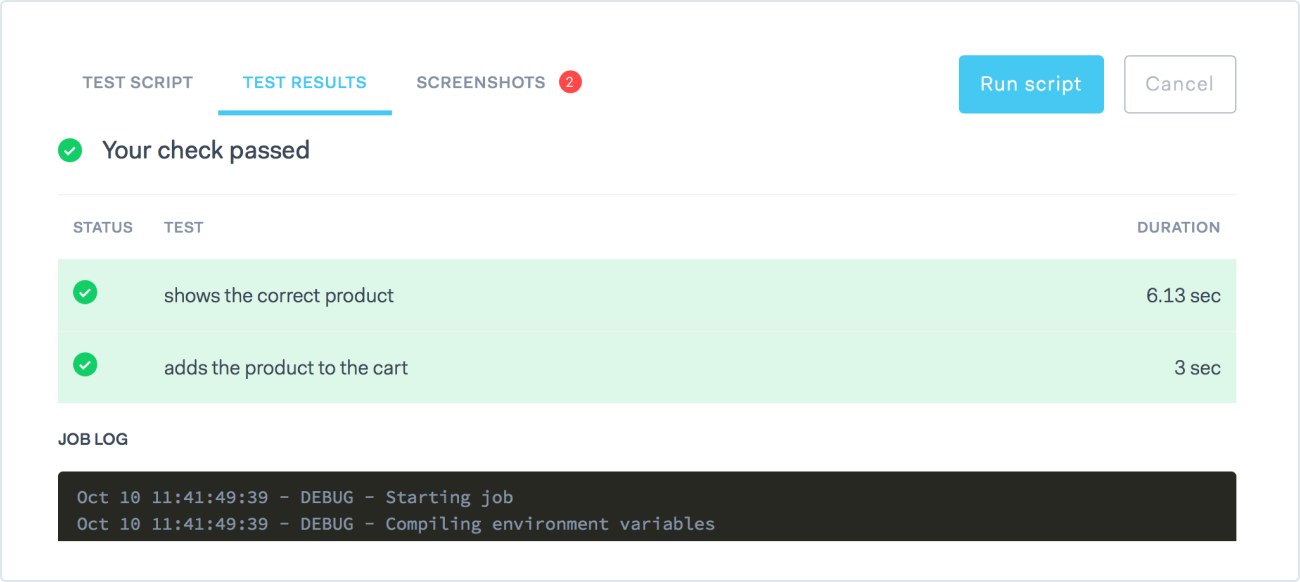 TEST SCRIPT TEST RESULTS SCREENSHOTS 2 Run script Cancel
Your check passed
STATUS TEST DURATION
shows the correct product 6.13 sec
adds the product to the cart 3 sec
JOB LOG
Oct 10 11:41:49:39 - DEBUG - Starting job
Oct 10 11:41:49:39 - DEBUG - Compiling environment variables